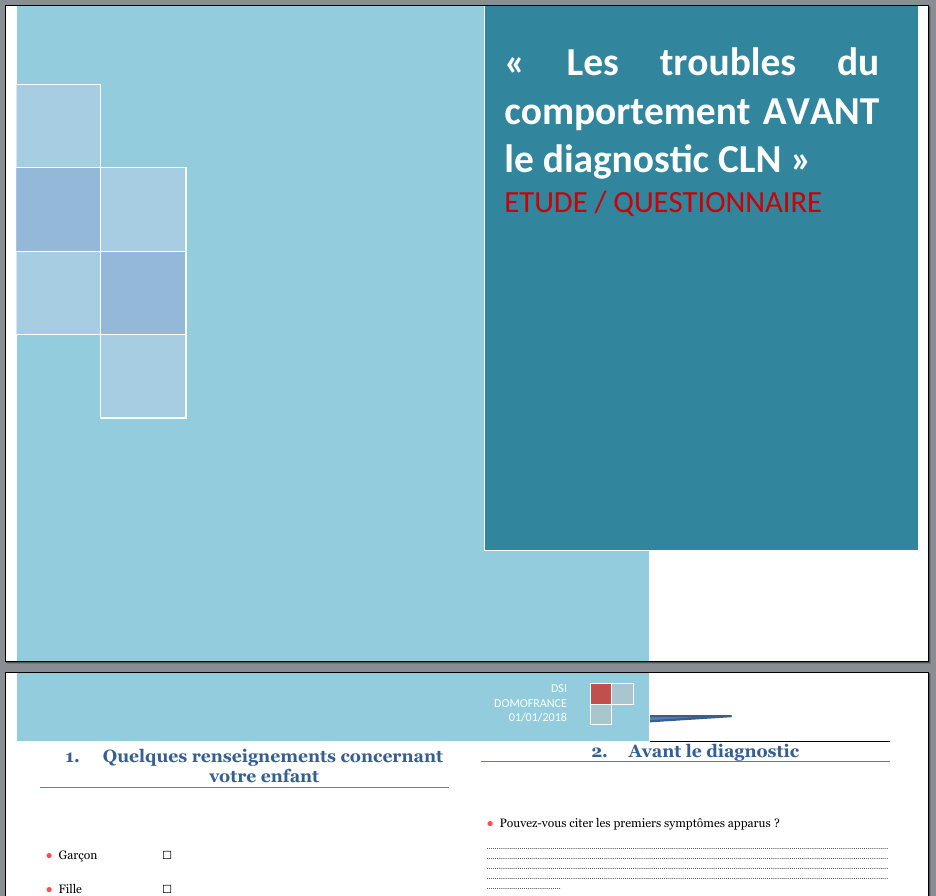 « Les troubles du
comportement AVANT
le diagnostic CLN »
ETUDE / QUESTIONNAIRE
DSI
DOMOFRANCE
01/01/2018
1. Quelques renseignements concernant
votre enfant
• Garçon ☐
• Fille ☐
2. Avant le diagnostic
• Pouvez-vous citer les premiers symptômes apparus ?